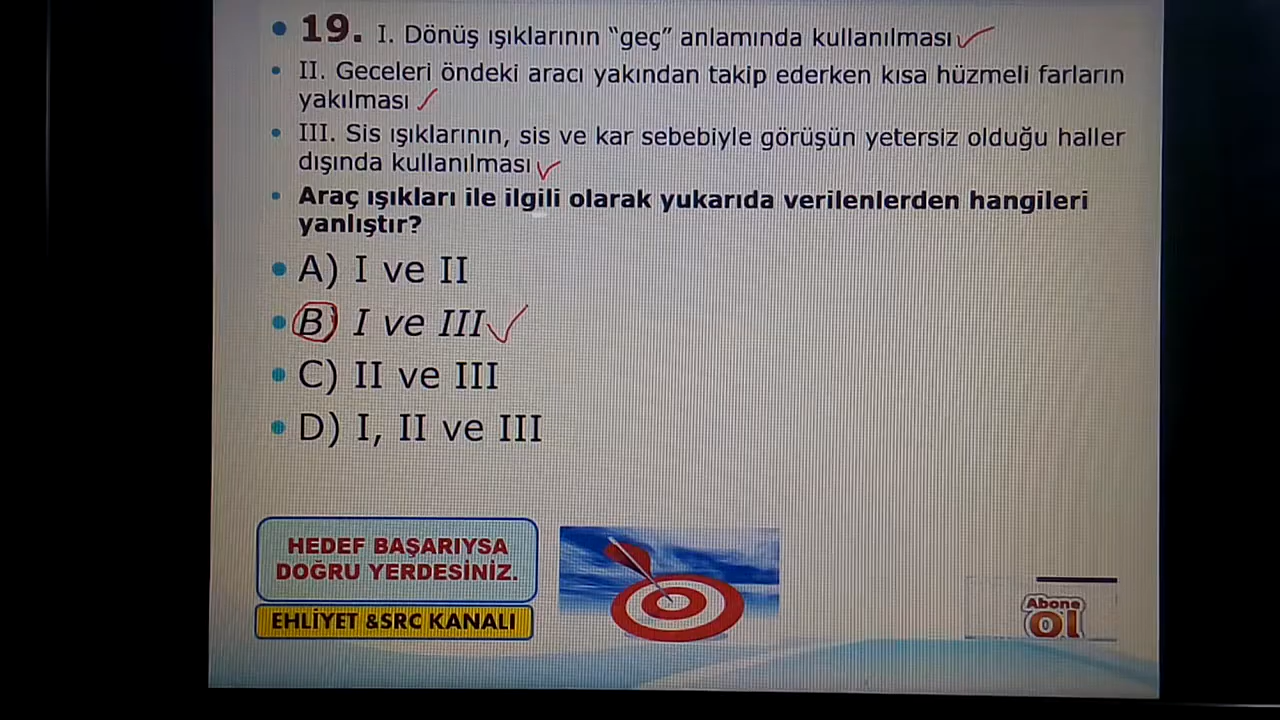 19. I. Dönüş ışıklarının “geç” anlamında kullanılması
II. Geceleri öndeki aracı yakından takip ederken kısa hüzmeli farların
yakılması
III. Sis ışıklarının, sis ve kar sebebiyle görüşün yetersiz olduğu haller
dışında kullanılması
Araç ışıkları ile ilgili olarak yukarıda verilenlerden hangileri
yanlıştır?
A) I ve II
B) I ve III
C) II ve III
D) I, II ve III
HEDEF BAŞARIYSA
DOĞRU YERDESİNİZ.
EHLİYET &SRC KANALI
Abone
Ol